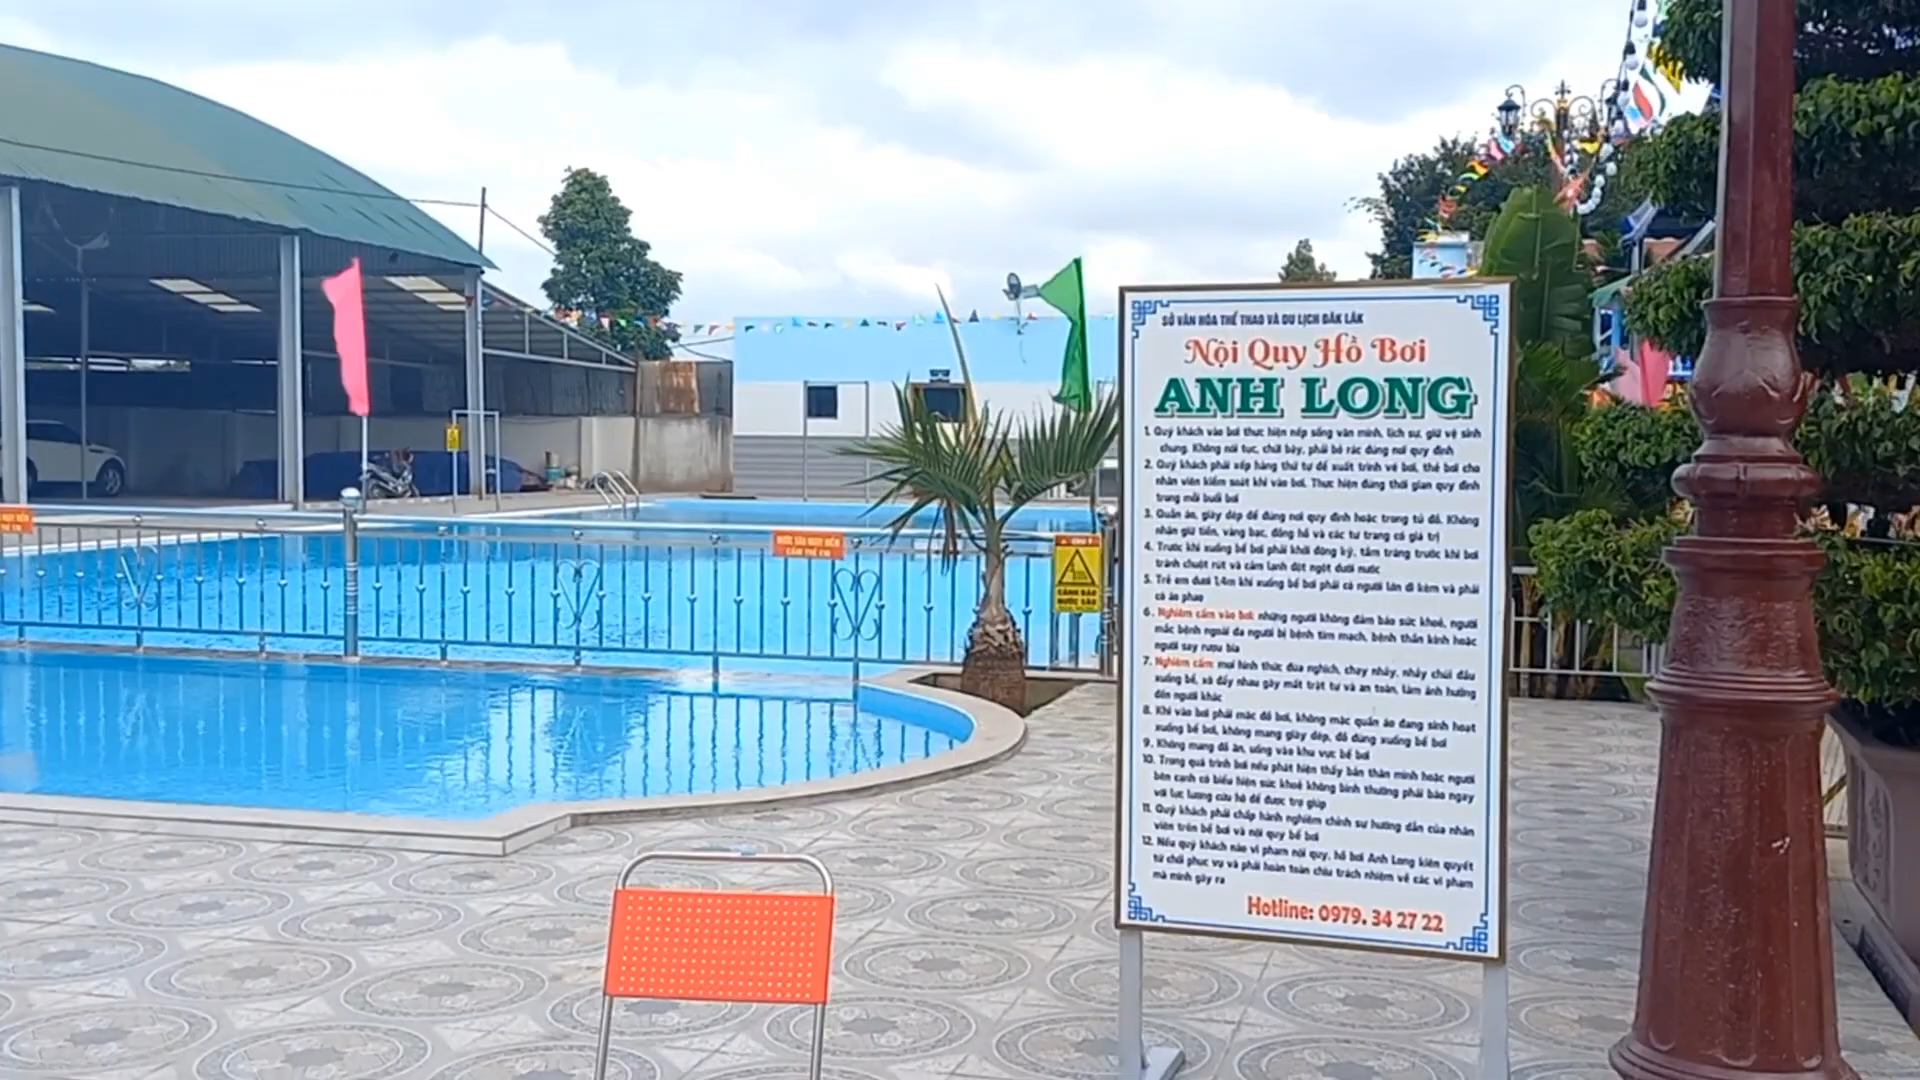 SỞ VĂN HÓA THỂ THAO VÀ DU LỊCH ĐĂK LĂK
Nội Quy Hồ Bơi
ANH LONG
1. Quý khách vào bơi thực hiện nếp sống văn minh, lịch sự, giữ vệ sinh
chung. Không nói tục, chửi bậy, phải bỏ rác đúng nơi quy định
2. Quý khách phải xếp hàng thứ tự để xuất trình vé bơi, thẻ bơi cho
nhân viên kiểm soát khi vào bơi. Thực hiện đúng thời gian quy định
trong mỗi buổi bơi
3. Quần áo, giày dép để đúng nơi quy định hoặc trong tủ đồ. Không
nhận giữ tiền, vàng bạc, đồng hồ và các tư trang có giá trị
4. Trước khi xuống bể bơi phải khởi động kỹ, tắm tráng trước khi bơi
tránh chuột rút và cảm lạnh đột ngột dưới nước
5. Trẻ em dưới 1,4m khi xuống bể bơi phải có người lớn đi kèm và phải
có áo phao
6. Nghiêm cấm vào bơi: những người không đảm bảo sức khoẻ, người
mắc bệnh ngoài da người bị bệnh tim mạch, bệnh thần kinh hoặc
người say rượu bia
7. Nghiêm cấm: mọi hình thức đùa nghịch, chạy nhảy, nhảy chúi đầu
xuống bể, xô đẩy nhau gây mất trật tự và an toàn, làm ảnh hưởng
đến người khác
8. Khi vào bơi phải mặc đồ bơi, không mặc quần áo đang sinh hoạt
xuống bể bơi, không mang giày dép, đồ dùng xuống bể bơi
9. Không mang đồ ăn, uống vào khu vực bể bơi
10. Trong quá trình bơi nếu phát hiện thấy bản thân mình hoặc người
bên cạnh có biểu hiện sức khoẻ không bình thường phải báo ngay
với lực lượng cứu hộ để được trợ giúp
11. Quý khách phải chấp hành nghiêm chỉnh sự hướng dẫn của nhân
viên trên bể bơi và nội quy bể bơi
12. Nếu quý khách nào vi phạm nội quy, hồ bơi Anh Long kiên quyết
từ chối phục vụ và phải hoàn toàn chịu trách nhiệm về các vi phạm
mà mình gây ra
Hotline: 0979. 34 27 22
NƯỚC SÂU NGUY HIỂM
CẤM TRẺ EM
CẢNH BÁO
NƯỚC SÂU